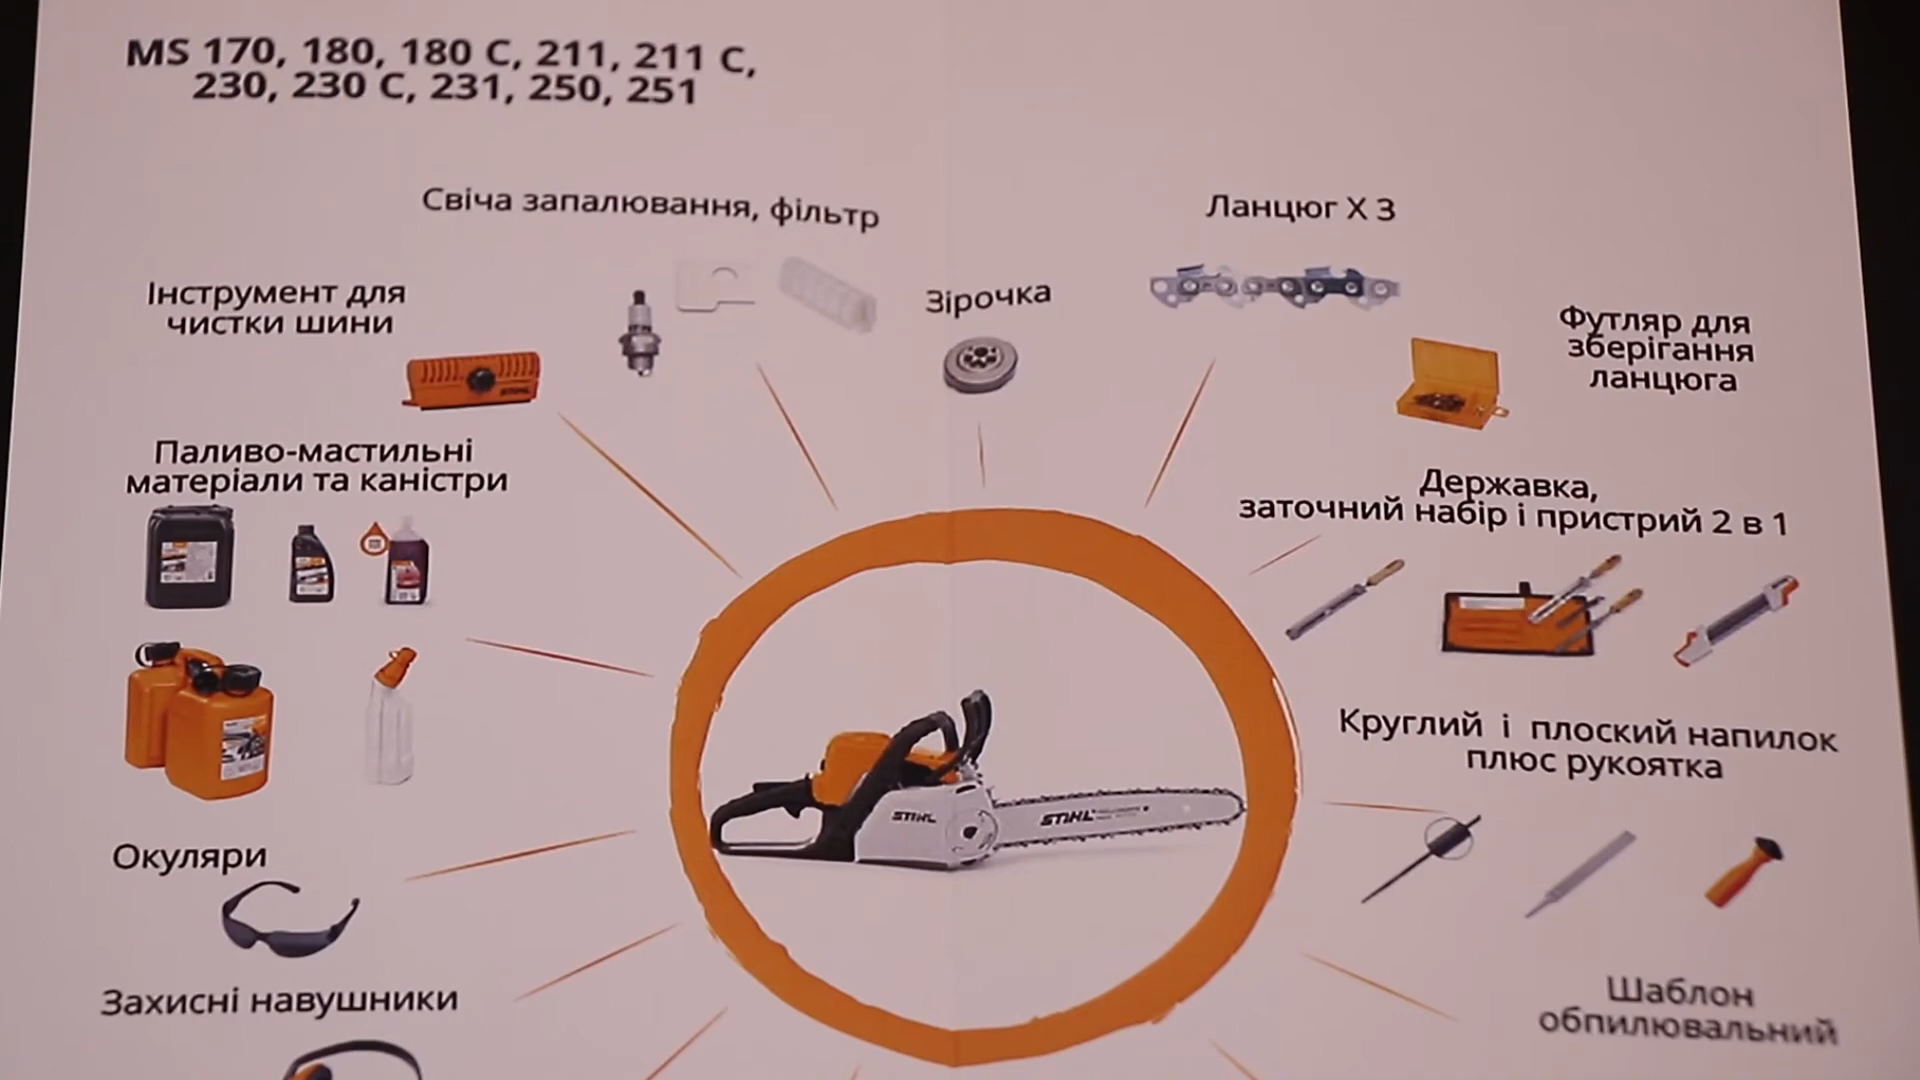 MS 170, 180, 180 C, 211, 211 C,
230, 230 C, 231, 250, 251
Свіча запалювання, фільтр
Ланцюг X 3
Інструмент для
чистки шини
Зірочка
Футляр для
зберігання
ланцюга
STIHL
Паливо-мастильні
матеріали та каністри
Державка,
заточний набір і пристрій 2 в 1
Круглий і плоский напилок
плюс рукоятка
STIHL
STIHL
Окуляри
Захисні навушники
Шаблон
обпилювальний